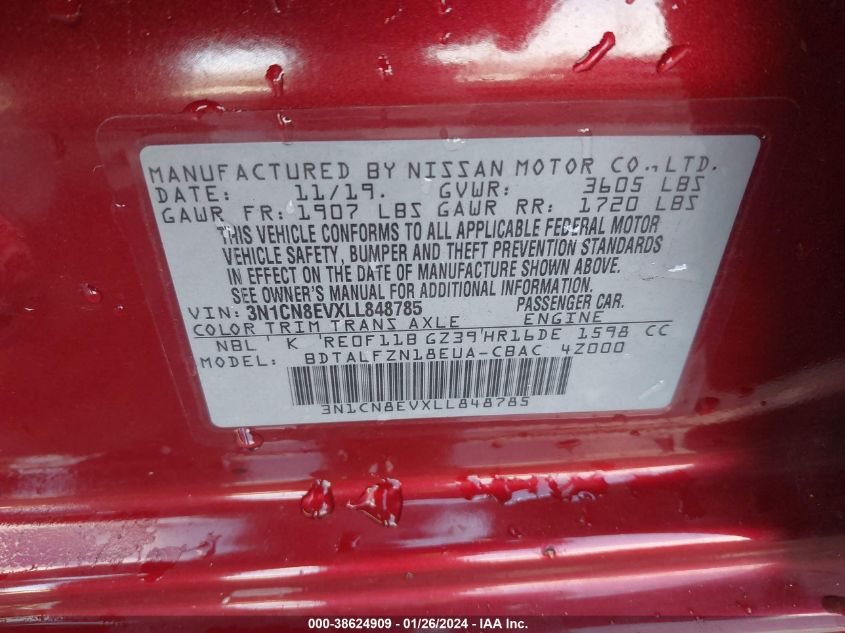 MANUFACTURED BY NISSAN MOTOR CO., LTD.
DATE: 11/19. GVWR: 3605 LBS
GAWR FR: 1907 LBS GAWR RR: 1720 LBS
THIS VEHICLE CONFORMS TO ALL APPLICABLE FEDERAL MOTOR
VEHICLE SAFETY, BUMPER AND THEFT PREVENTION STANDARDS
IN EFFECT ON THE DATE OF MANUFACTURE SHOWN ABOVE.
SEE OWNER'S MANUAL FOR ADDITIONAL INFORMATION.
VIN: 3N1CN8EVXLL848785 PASSENGER CAR.
COLOR TRIM TRANS AXLE ENGINE
NBL ' K ' RE0F11B GZ39'HR16DE 1598 CC
MODEL: BDTALFZN18EUA-CBAC 4Z000
3N1CN8EVXLL848785
000-38624909 - 01/26/2024 - IAA Inc.